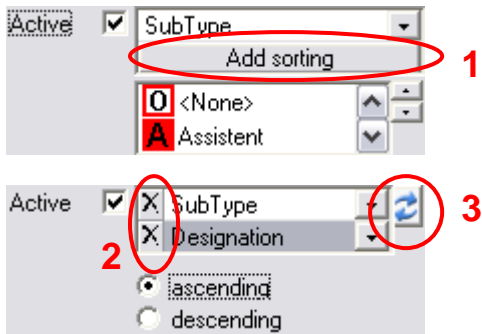 Active SubType
Add sorting 1
O <None>
A Assistent
Active X SubType 3
X Designation
2
ascending
descending